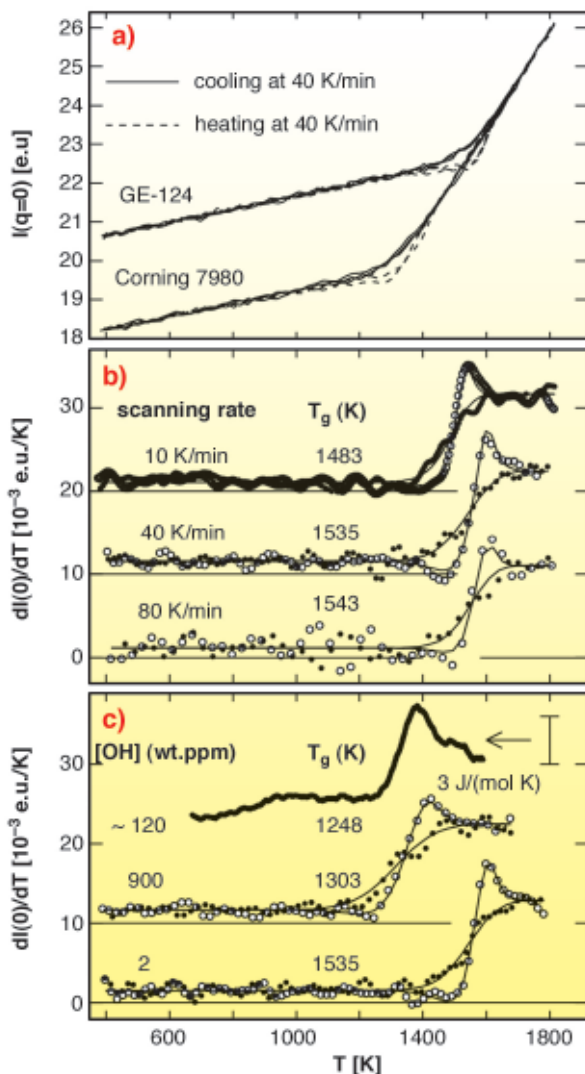 a)
26
25
24
23
22
21
20
19
18
I(q=0) [e.u]
cooling at 40 K/min
heating at 40 K/min
GE-124
Corning 7980
b)
30
20
10
0
dI(0)/dT [10⁻³ e.u./K]
scanning rate Tg (K)
10 K/min 1483
40 K/min 1535
80 K/min 1543
c)
30
20
10
0
dI(0)/dT [10⁻³ e.u./K]
[OH] (wt.ppm) Tg (K)
3 J/(mol K)
~ 120 1248
900 1303
2 1535
600 1000 1400 1800
T [K]